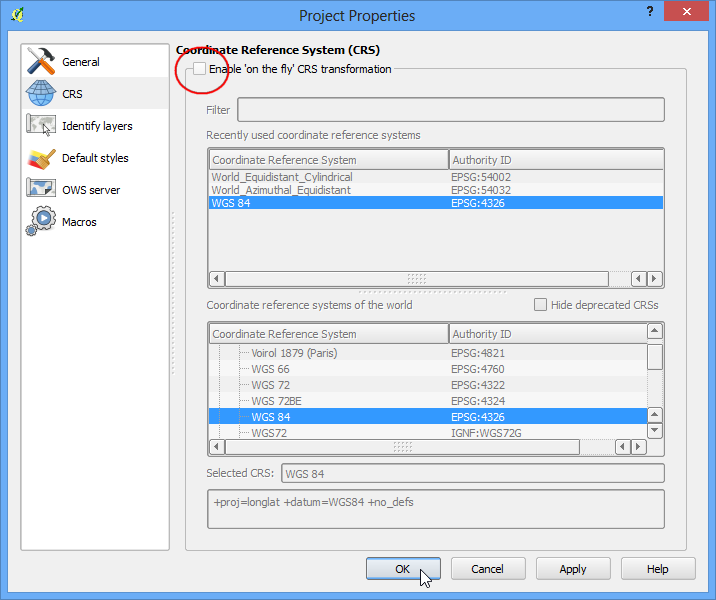 Project Properties
?
General
CRS
Identify layers
Default styles
OWS server
Macros
Coordinate Reference System (CRS)
Enable 'on the fly' CRS transformation
Filter
Recently used coordinate reference systems
Coordinate Reference System Authority ID
World_Equidistant_Cylindrical EPSG:54002
World_Azimuthal_Equidistant EPSG:54032
WGS 84 EPSG:4326
Coordinate reference systems of the world Hide deprecated CRSs
Coordinate Reference System Authority ID
Voirol 1879 (Paris) EPSG:4821
WGS 66 EPSG:4760
WGS 72 EPSG:4322
WGS 72BE EPSG:4324
WGS 84 EPSG:4326
WGS72 IGNF:WGS72G
Selected CRS: WGS 84
+proj=longlat +datum=WGS84 +no_defs
OK Cancel Apply Help